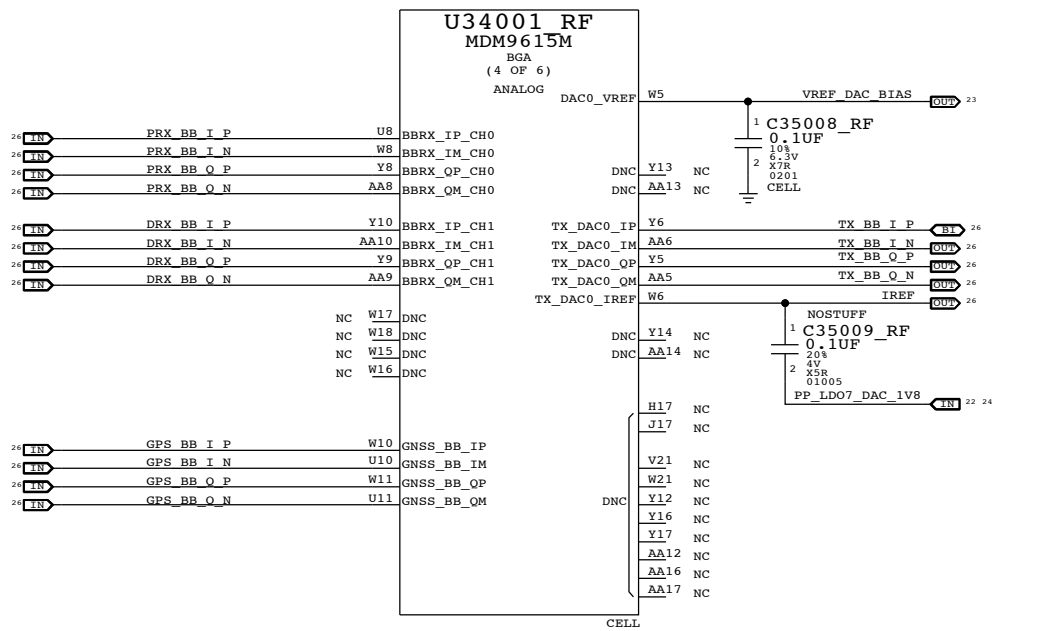 U34001_RF
MDM9615M
BGA
(4 OF 6)
ANALOG
DAC0_VREF W5 VREF_DAC_BIAS OUT 23
1 C35008_RF
0.1UF
10%
6.3V
2 X7R
0201
CELL
26 IN PRX_BB_I_P U8 BBRX_IP_CH0
26 IN PRX_BB_I_N W8 BBRX_IM_CH0
26 IN PRX_BB_Q_P Y8 BBRX_QP_CH0 DNC Y13 NC
26 IN PRX_BB_Q_N AA8 BBRX_QM_CH0 DNC AA13 NC
26 IN DRX_BB_I_P Y10 BBRX_IP_CH1 TX_DAC0_IP Y6 TX_BB_I_P BI 26
26 IN DRX_BB_I_N AA10 BBRX_IM_CH1 TX_DAC0_IM AA6 TX_BB_I_N OUT 26
26 IN DRX_BB_Q_P Y9 BBRX_QP_CH1 TX_DAC0_QP Y5 TX_BB_Q_P OUT 26
26 IN DRX_BB_Q_N AA9 BBRX_QM_CH1 TX_DAC0_QM AA5 TX_BB_Q_N OUT 26
TX_DAC0_IREF W6 IREF OUT 26
NC W17 DNC
NC W18 DNC DNC Y14 NC
NC W15 DNC DNC AA14 NC
NC W16 DNC
NOSTUFF
1 C35009_RF
0.1UF
20%
4V
2 X5R
01005
PP_LDO7_DAC_1V8 IN 22 24
H17 NC
J17 NC
26 IN GPS_BB_I_P W10 GNSS_BB_IP
26 IN GPS_BB_I_N U10 GNSS_BB_IM V21 NC
26 IN GPS_BB_Q_P W11 GNSS_BB_QP W21 NC
26 IN GPS_BB_Q_N U11 GNSS_BB_QM DNC Y12 NC
Y16 NC
Y17 NC
AA12 NC
AA16 NC
AA17 NC
CELL